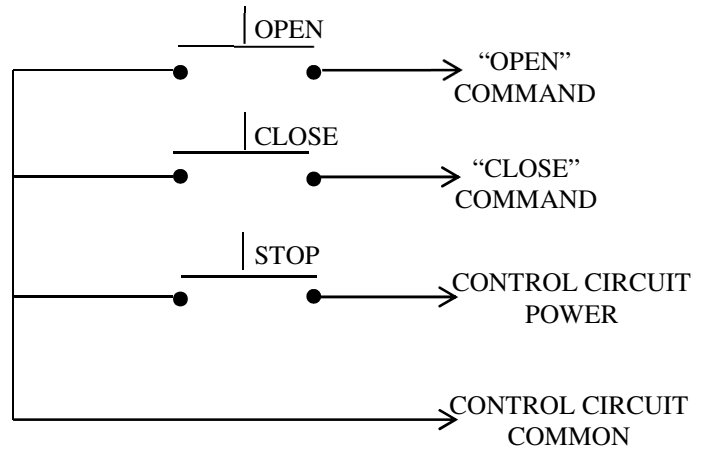 OPEN
“OPEN”
COMMAND
CLOSE
“CLOSE”
COMMAND
STOP
CONTROL CIRCUIT
POWER
CONTROL CIRCUIT
COMMON